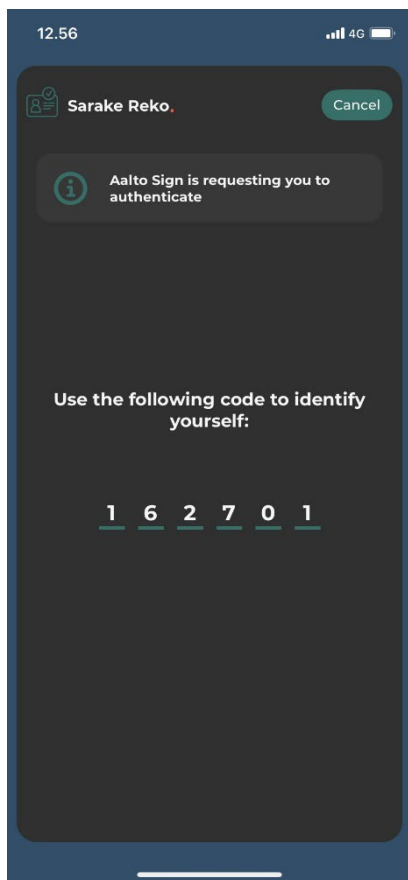 12.56
4G
Sarake Reko.
Cancel
Aalto Sign is requesting you to
authenticate
Use the following code to identify
yourself:
1 6 2 7 0 1